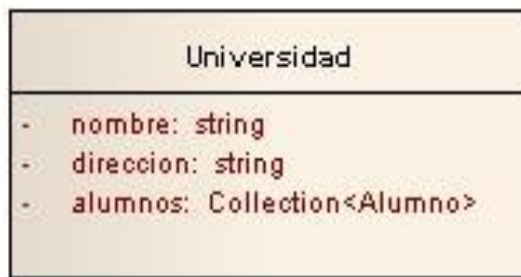 Universidad
- nombre: string
- direccion: string
- alumnos: Collection<Alumno>